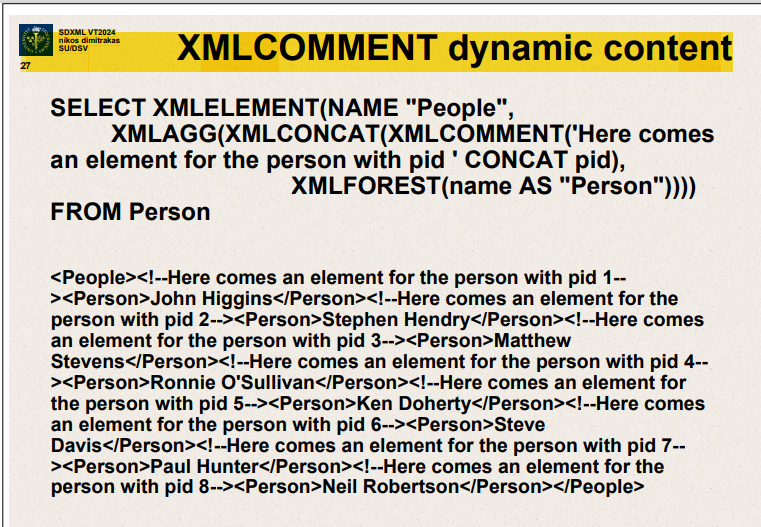 SDXML VT2024
nikos dimitrakas
SU/DSV
27
XMLCOMMENT dynamic content
SELECT XMLELEMENT(NAME "People",
XMLAGG(XMLCONCAT(XMLCOMMENT('Here comes
an element for the person with pid ' CONCAT pid),
XMLFOREST(name AS "Person"))))
FROM Person
<People><!--Here comes an element for the person with pid 1--
><Person>John Higgins</Person><!--Here comes an element for the
person with pid 2--><Person>Stephen Hendry</Person><!--Here comes
an element for the person with pid 3--><Person>Matthew
Stevens</Person><!--Here comes an element for the person with pid 4--
><Person>Ronnie O'Sullivan</Person><!--Here comes an element for
the person with pid 5--><Person>Ken Doherty</Person><!--Here comes
an element for the person with pid 6--><Person>Steve
Davis</Person><!--Here comes an element for the person with pid 7--
><Person>Paul Hunter</Person><!--Here comes an element for the
person with pid 8--><Person>Neil Robertson</Person></People>